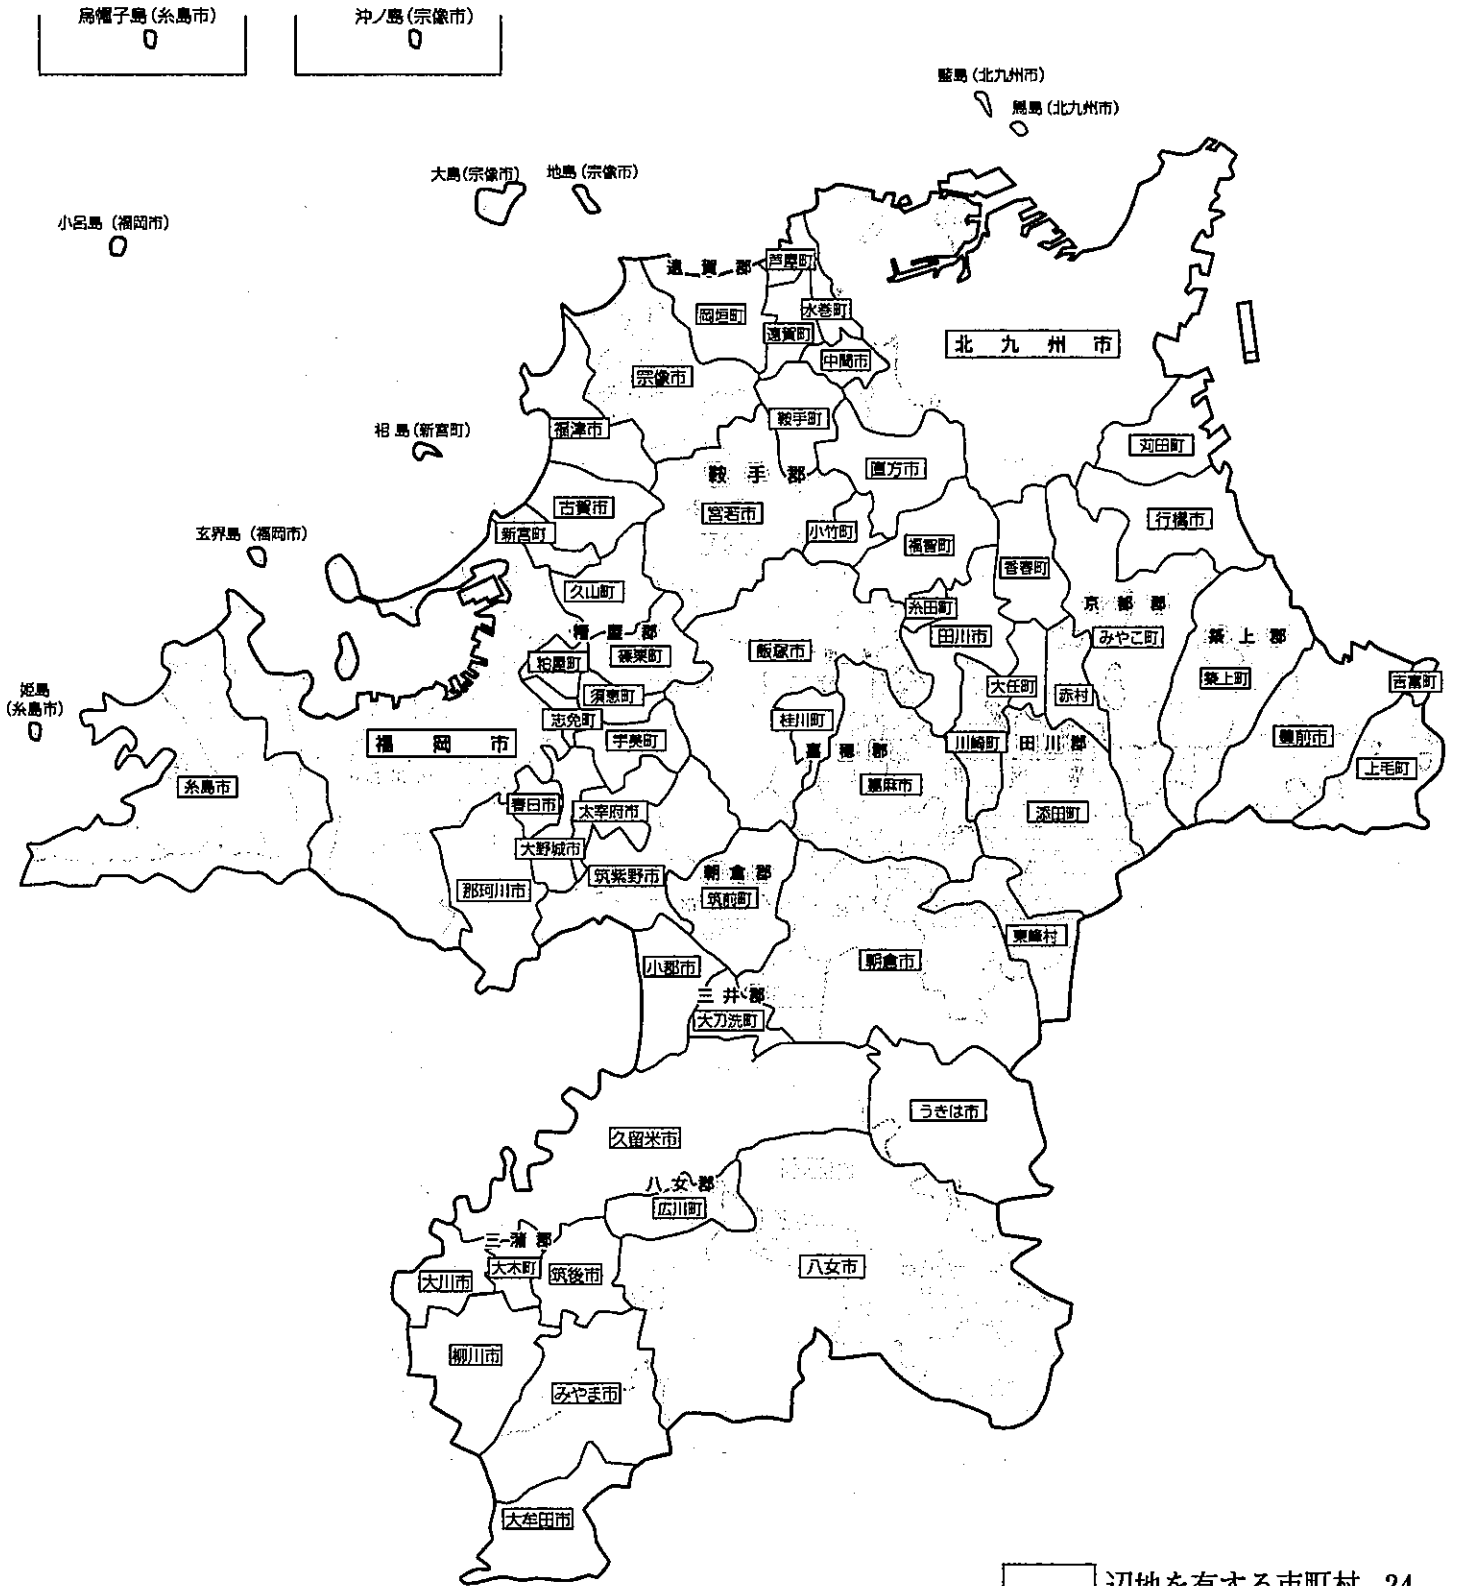 烏帽子島(糸島市)
沖ノ島(宗像市)
藍島(北九州市)
馬島(北九州市)
大島(宗像市)
地島(宗像市)
小呂島(福岡市)
遠賀郡
芦屋町
岡垣町
水巻町
遠賀町
北九州市
中間市
宗像市
鞍手町
福津市
相島(新宮町)
苅田町
直方市
鞍手郡
古賀市
宮若市
行橋市
新宮町
小竹町
玄界島(福岡市)
福智町
香春町
久山町
糸田町
京都郡
糟屋郡
田川市
みやこ町
築上郡
粕屋町
篠栗町
飯塚市
築上町
吉富町
姫島
(糸島市)
須恵町
大任町
赤村
志免町
桂川町
福岡市
宇美町
嘉穂郡
川崎町
田川郡
豊前市
上毛町
糸島市
嘉麻市
春日市
太宰府市
添田町
大野城市
筑紫野市
朝倉郡
那珂川市
筑前町
東峰村
小郡市
朝倉市
三井郡
大刀洗町
うきは市
久留米市
八女郡
広川町
三潴郡
大木町
筑後市
八女市
大川市
柳川市
みやま市
大牟田市
辺地を有する市町村 24